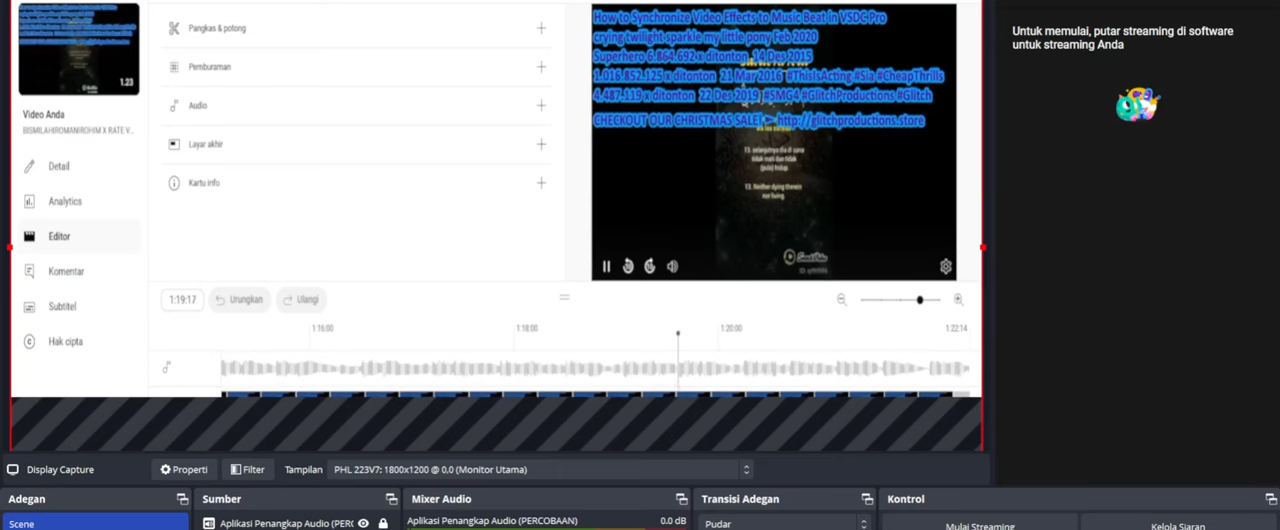 1.23
Video Anda
BISMILAHIROMANIROHIM X RATE V...
Detail
Analytics
Editor
Komentar
Subtitel
Hak cipta
Pangkas & potong
Pemburaman
Audio
Layar akhir
Kartu info
How to Synchronize Video Effects to Music Beat in VSDC Pro
crying twilight sparkle my little pony Feb 2020
Superhero 6.864.692 x ditonton 14 Des 2015
1.016.852.125 x ditonton 21 Mar 2016 #ThisIsActing #Sia #CheapThrills
4.487.119 x ditonton 22 Des 2019 #SMG4 #GlitchProductions #Glitch
CHECKOUT OUR CHRISTMAS SALE! ► http://glitchproductions.store
13. selanjutnya dia di sana
tidak mati dan tidak
(pula) hidup.
13. Neither dying therein
nor living.
1:19:17
Urungkan
Ulangi
1:16:00
1:18:00
1:20:00
1:22:14
Untuk memulai, putar streaming di software
untuk streaming Anda
Display Capture
Properti
Filter
Tampilan
PHL 223V7: 1800x1200 @ 0,0 (Monitor Utama)
Adegan
Sumber
Mixer Audio
Transisi Adegan
Kontrol
Scene
Aplikasi Penangkap Audio (PERC
Aplikasi Penangkap Audio (PERCOBAAN)
0.0 dB
Pudar
Mulai Streaming
Kelola Siaran